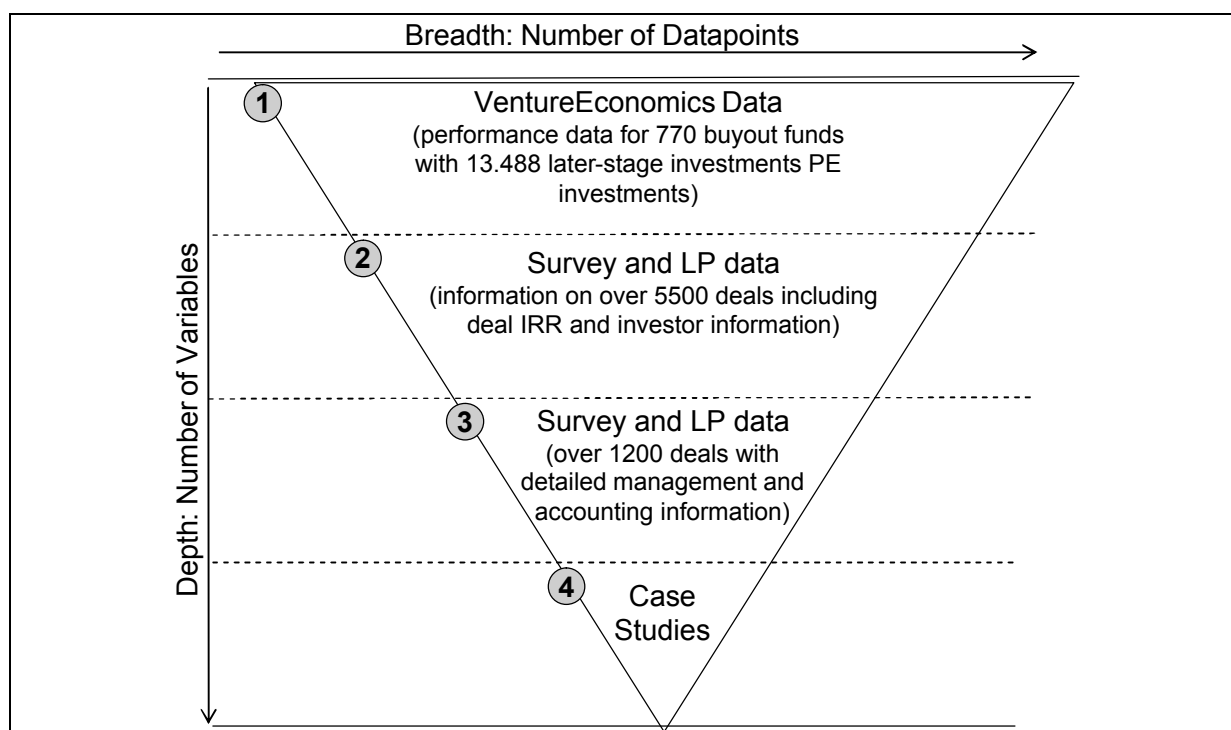 Breadth: Number of Datapoints
1
VentureEconomics Data
(performance data for 770 buyout funds
with 13.488 later-stage investments PE
investments)
2
Survey and LP data
(information on over 5500 deals including
deal IRR and investor information)
3
Survey and LP data
(over 1200 deals with
detailed management and
accounting information)
4
Case
Studies
Depth: Number of Variables